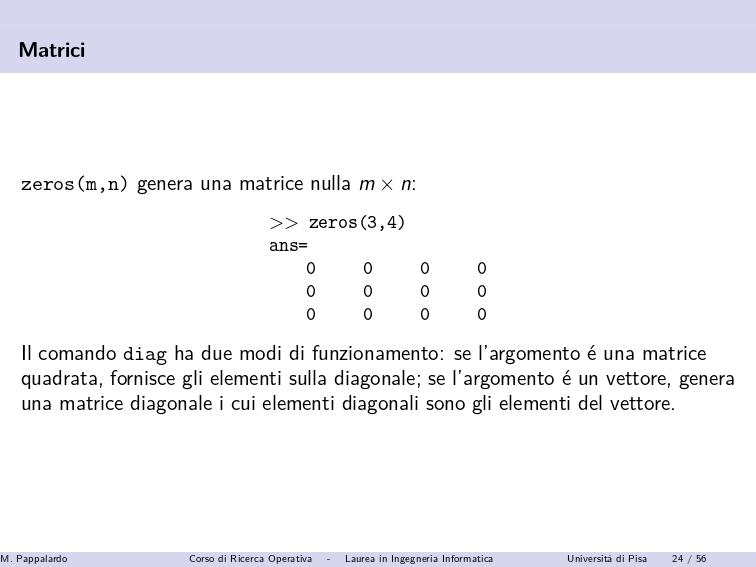 Matrici
zeros(m,n) genera una matrice nulla m × n:
>> zeros(3,4)
ans=
0 0 0 0
0 0 0 0
0 0 0 0
Il comando diag ha due modi di funzionamento: se l'argomento é una matrice
quadrata, fornisce gli elementi sulla diagonale; se l'argomento é un vettore, genera
una matrice diagonale i cui elementi diagonali sono gli elementi del vettore.
M. Pappalardo Corso di Ricerca Operativa - Laurea in Ingegneria Informatica Universitá di Pisa 24 / 56